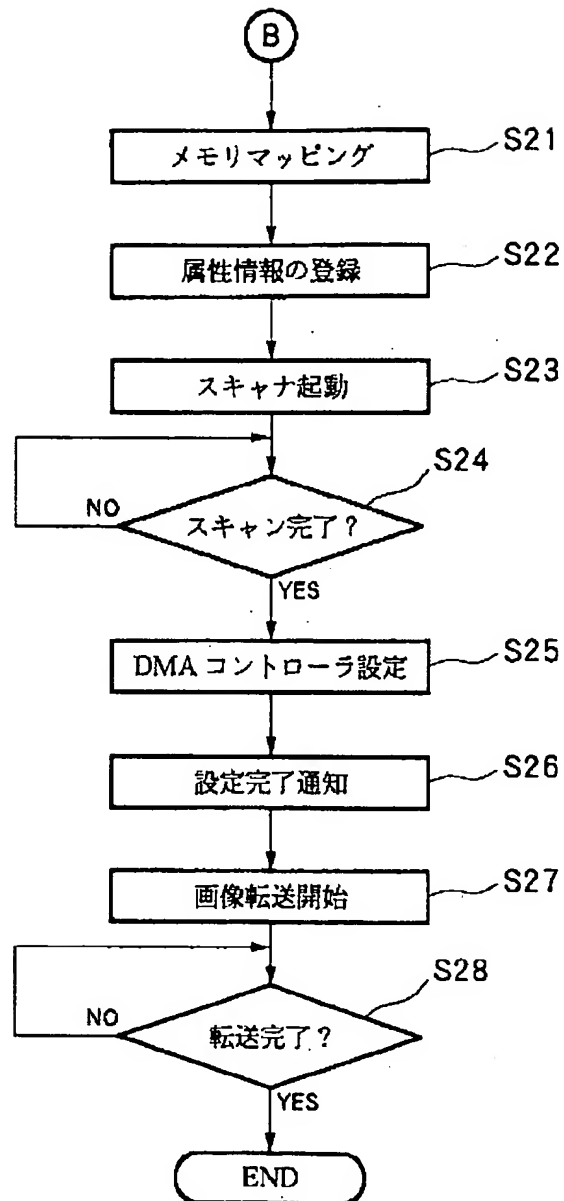 B
メモリマッピング
S21
属性情報の登録
S22
スキャナ起動
S23
S24
NO
スキャン完了?
YES
DMA コントローラ設定
S25
設定完了通知
S26
画像転送開始
S27
S28
NO
転送完了?
YES
END